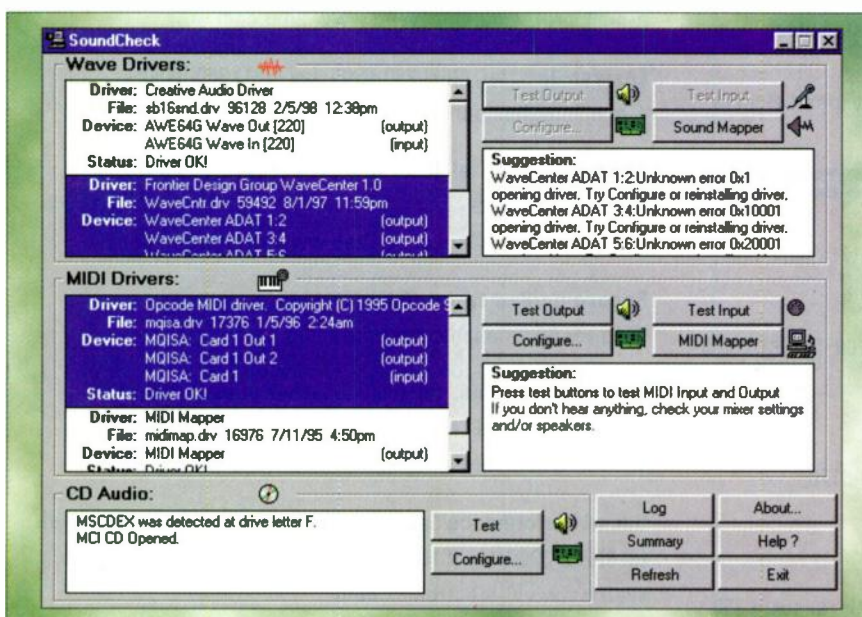 SoundCheck
Wave Drivers:
Driver: Creative Audio Driver
File: sb16snd.drv 96128 2/5/98 12:38pm
Device: AWE64G Wave Out [220] (output)
AWE64G Wave In [220] (input)
Status: Driver OK!
Driver: Frontier Design Group WaveCenter 1.0
File: WaveCntr.drv 59492 8/1/97 11:59pm
Device: WaveCenter ADAT 1:2 (output)
WaveCenter ADAT 3:4 (output)
WaveCenter ADAT 5:6 (output)
Test Output
Test Input
Configure...
Sound Mapper
Suggestion:
WaveCenter ADAT 1:2:Unknown error 0x1
opening driver. Try Configure or reinstalling driver.
WaveCenter ADAT 3:4:Unknown error 0x10001
opening driver. Try Configure or reinstalling driver.
WaveCenter ADAT 5:6:Unknown error 0x20001
MIDI Drivers:
Driver: Opcode MIDI driver. Copyright (C) 1995 Opcode S
File: mqisa.drv 17376 1/5/96 2:24am
Device: MQISA: Card 1 Out 1 (output)
MQISA: Card 1 Out 2 (output)
MQISA: Card 1 (input)
Status: Driver OK!
Driver: MIDI Mapper
File: midimap.drv 16976 7/11/95 4:50pm
Device: MIDI Mapper (output)
Status: Driver OK!
Test Output
Test Input
Configure...
MIDI Mapper
Suggestion:
Press test buttons to test MIDI Input and Output
If you don't hear anything, check your mixer settings
and/or speakers.
CD Audio:
MSCDEX was detected at drive letter F.
MCI CD Opened.
Test
Configure...
Log
About...
Summary
Help ?
Refresh
Exit